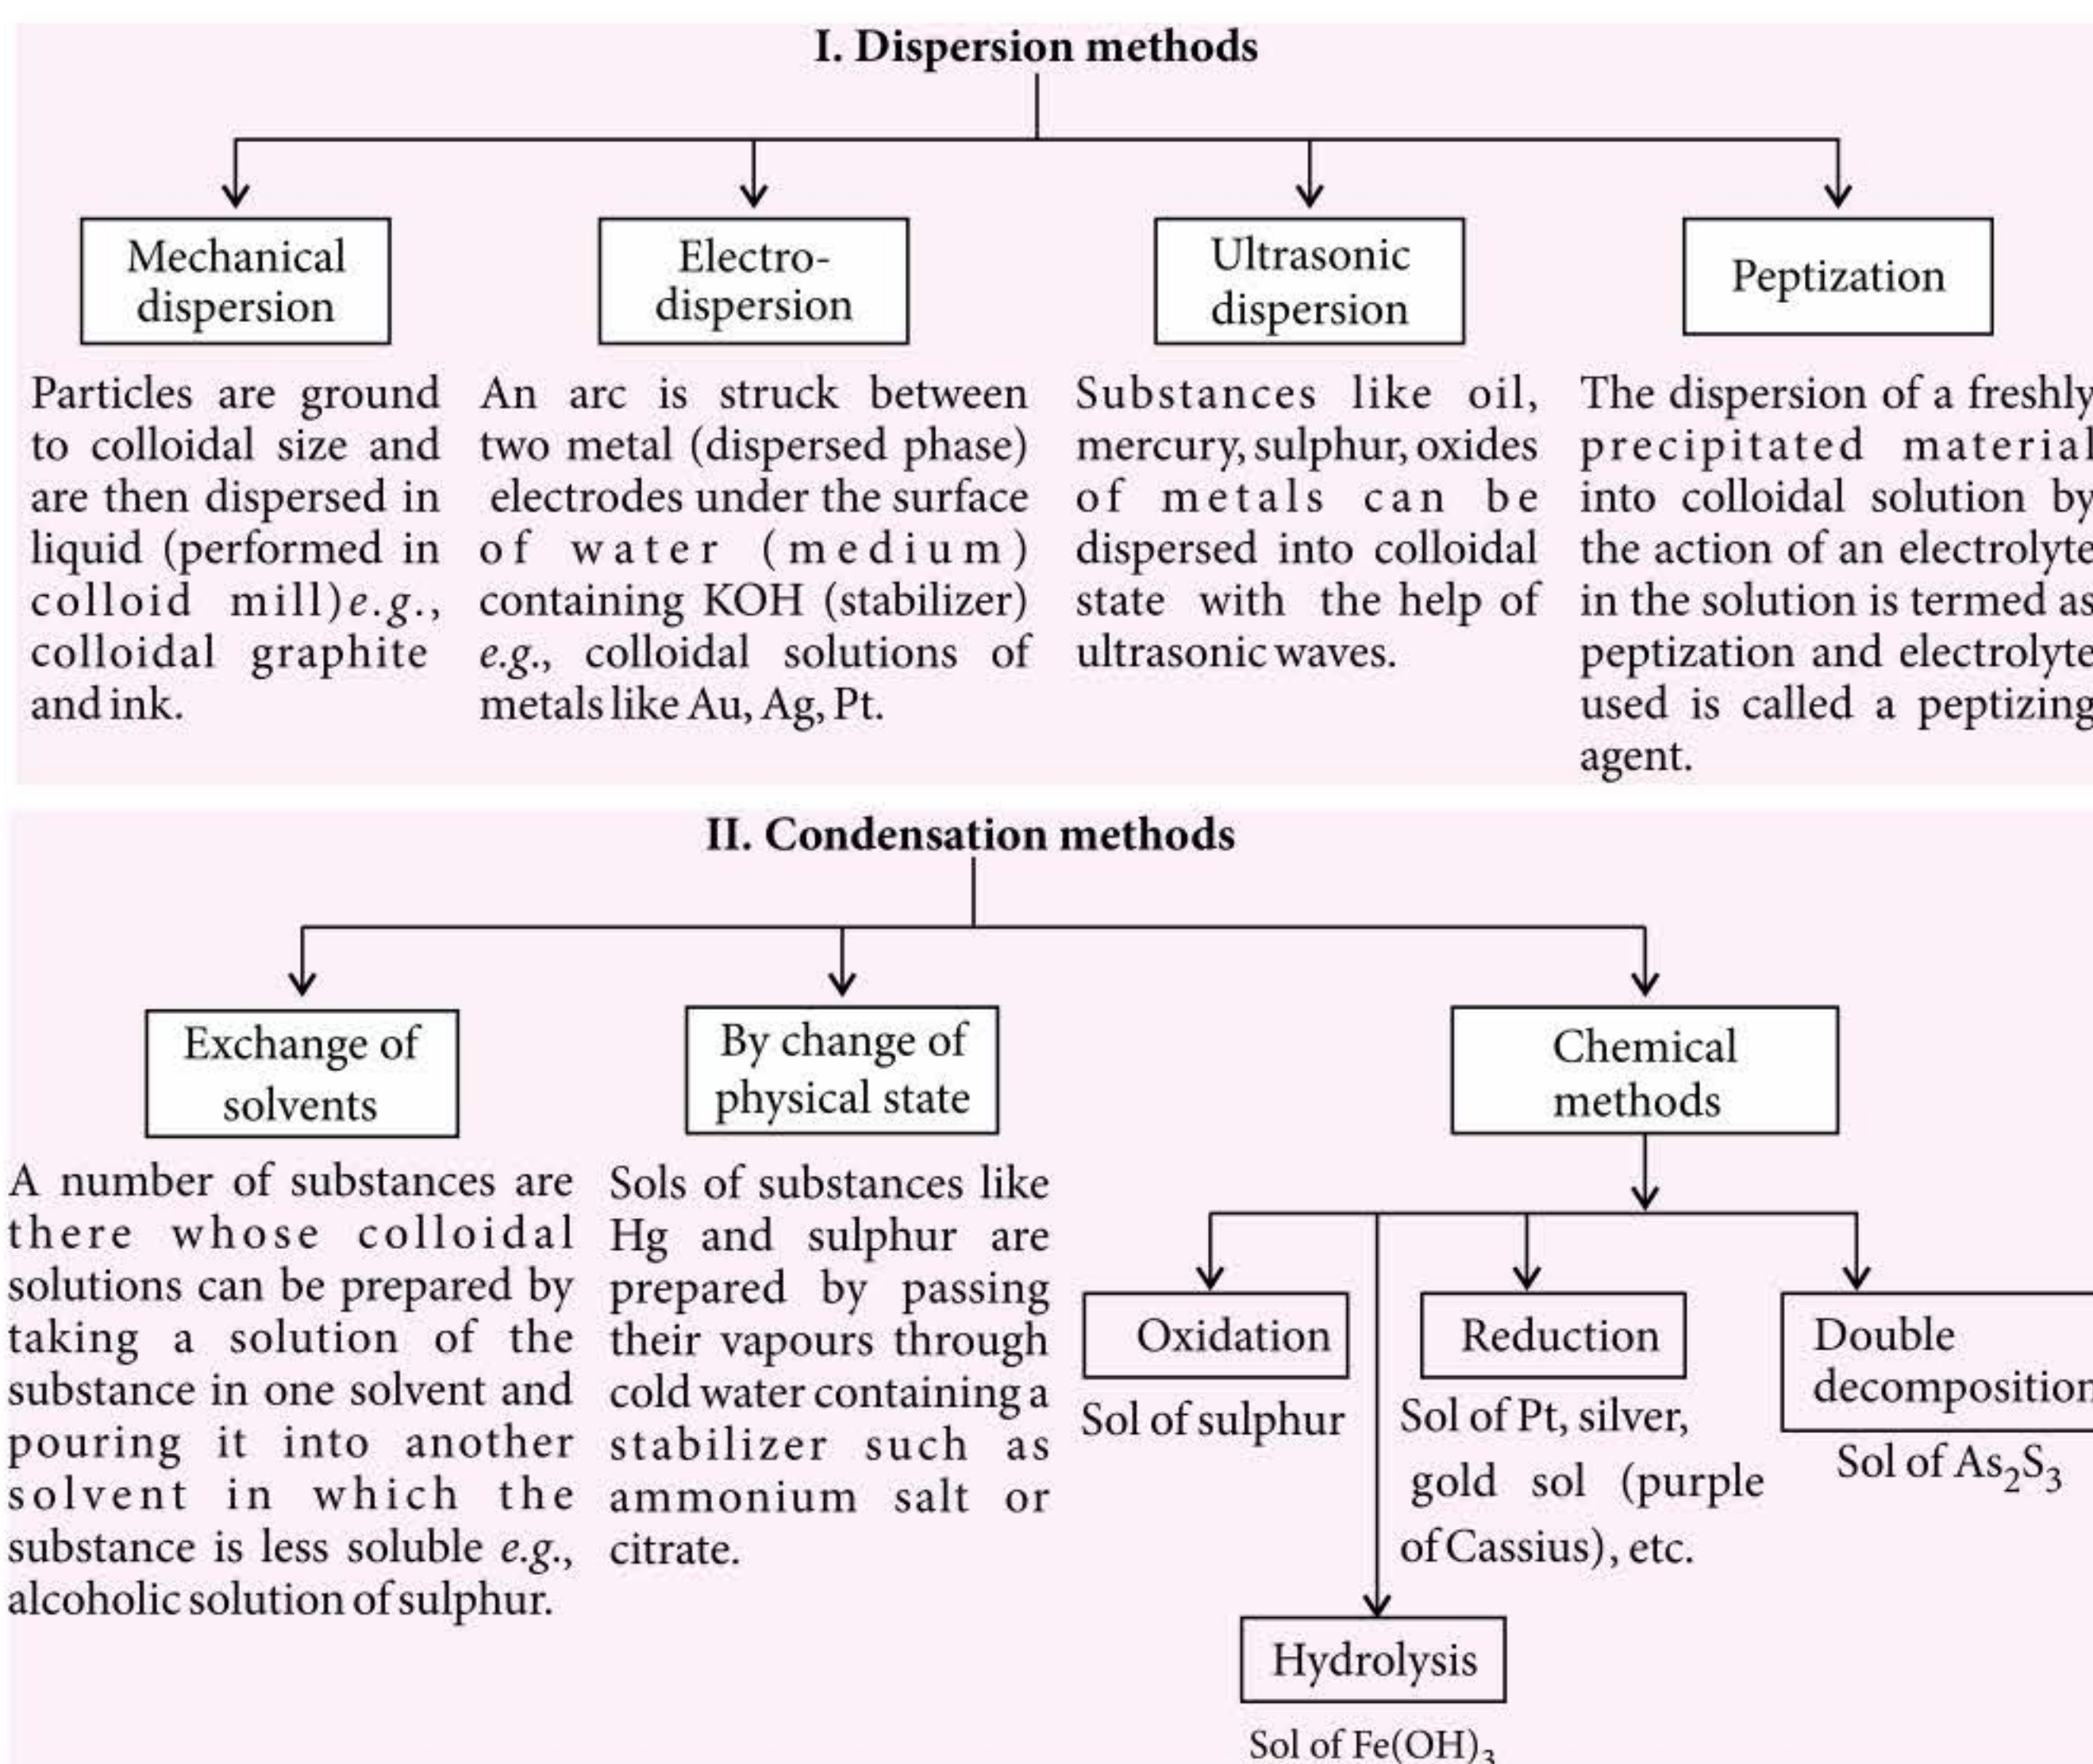 I. Dispersion methods
Mechanical
dispersion
Particles are ground
to colloidal size and
are then dispersed in
liquid (performed in
colloid mill)e.g.,
colloidal graphite
and ink.
Electro-
dispersion
An arc is struck between
two metal (dispersed phase)
electrodes under the surface
of water (medium)
containing KOH (stabilizer)
e.g., colloidal solutions of
metals like Au, Ag, Pt.
Ultrasonic
dispersion
Substances like oil,
mercury, sulphur, oxides
of metals can be
dispersed into colloidal
state with the help of
ultrasonic waves.
Peptization
The dispersion of a freshly
precipitated material
into colloidal solution by
the action of an electrolyte
in the solution is termed as
peptization and electrolyte
used is called a peptizing
agent.
II. Condensation methods
Exchange of
solvents
A number of substances are
there whose colloidal
solutions can be prepared by
taking a solution of the
substance in one solvent and
pouring it into another
solvent in which the
substance is less soluble e.g.,
alcoholic solution of sulphur.
By change of
physical state
Sols of substances like
Hg and sulphur are
prepared by passing
their vapours through
cold water containing a
stabilizer such as
ammonium salt or
citrate.
Chemical
methods
Oxidation
Sol of sulphur
Reduction
Sol of Pt, silver,
gold sol (purple
of Cassius), etc.
Double
decomposition
Sol of As₂S₃
Hydrolysis
Sol of Fe(OH)₃